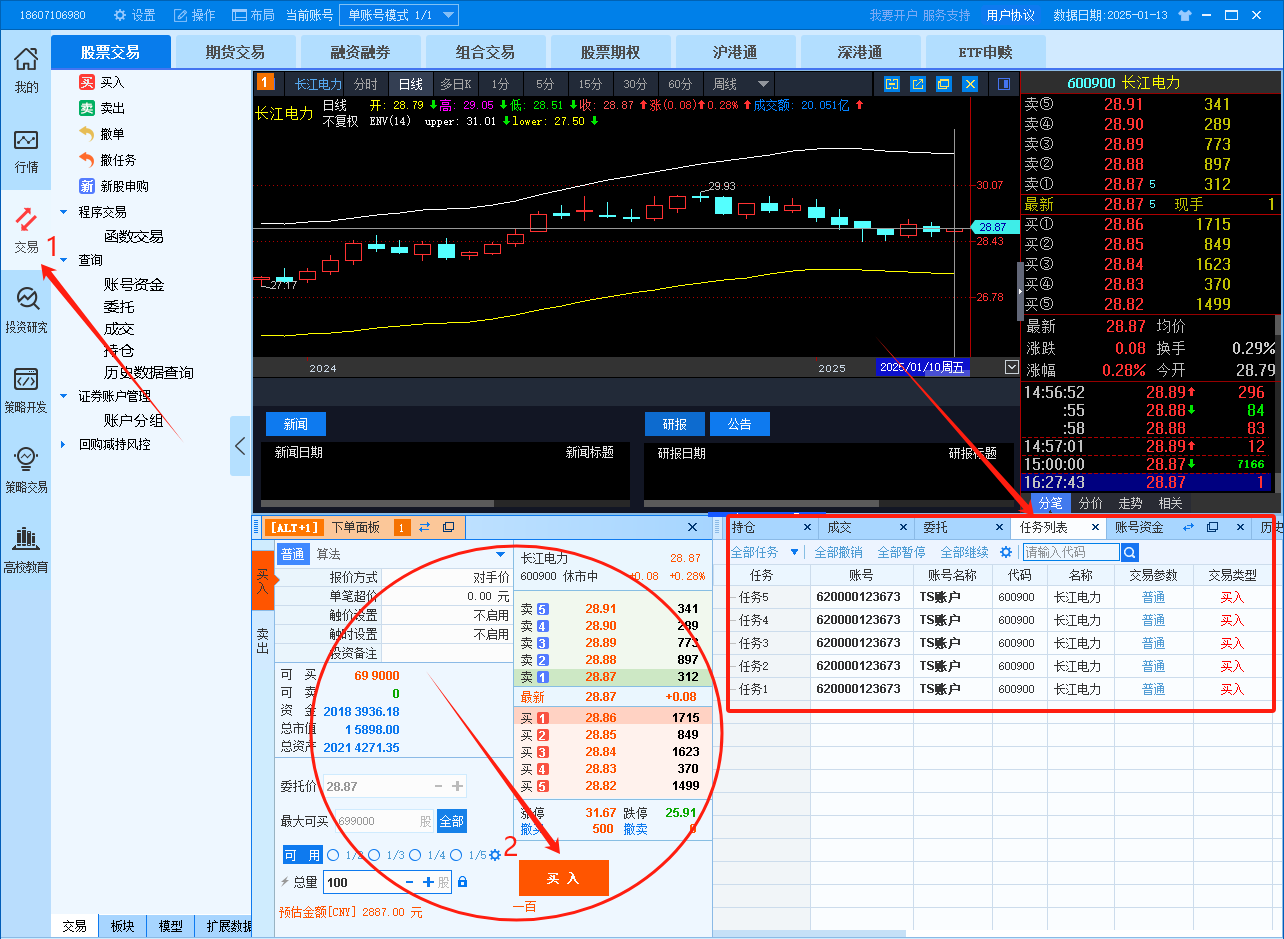 18607106980 设置 操作 布局 当前账号 单账号模式 1/1 我要开户 服务支持 用户协议 数据日期:2025-01-13
股票交易 期货交易 融资融券 组合交易 股票期权 沪港通 深港通 ETF申赎
我的
行情
交易 1
投资研究
策略开发
策略交易
高校教育
买 买入
卖 卖出
撤单
撤任务
新 新股申购
程序交易
函数交易
查询
账号资金
委托
成交
持仓
历史数据查询
证券账户管理
账户分组
回购减持风控
交易 板块 模型 扩展数据
1 长江电力 分时 日线 多日K 1分 5分 15分 30分 60分 周线
长江电力 日线 开: 28.79 高: 29.05 低: 28.51 收: 28.87 涨(0.08) 0.28% 成交额: 20.051亿
不复权 ENV(14) upper: 31.01 lower: 27.50
29.93
27.17
30.07
28.87
28.43
26.78
2024 2025 2025/01/10周五
新闻 研报 公告
新闻日期 新闻标题 研报日期 研报标题
600900 长江电力
卖⑤ 28.91 341
卖④ 28.90 289
卖③ 28.89 773
卖② 28.88 897
卖① 28.87 5 312
最新 28.87 5 现手 1
买① 28.86 1715
买② 28.85 849
买③ 28.84 1623
买④ 28.83 370
买⑤ 28.82 1499
最新 28.87 均价
涨跌 0.08 换手 0.29%
涨幅 0.28% 今开 28.79
14:56:52 28.89 296
:55 28.88 84
:58 28.88 83
14:57:01 28.89 12
15:00:00 28.87 7166
16:27:43 28.87 1
分笔 分价 走势 相关
[ALT+1] 下单面板 1
买入
卖出
普通 算法
报价方式 对手价
单笔超价 0.00 元
触价设置 不启用
触时设置 不启用
投资备注
可 买 69 9000
可 卖 0
资 金 2018 3936.18
总市值 1 5898.00
总资产 2021 4271.35
委托价 28.87
最大可买 699000 股 全部
可 用 1/2 1/3 1/4 1/5 2
总量 100 股
预估金额[CNY] 2887.00 元
长江电力 28.87
600900 休市中 +0.08 +0.28%
卖 5 28.91 341
卖 4 28.90 289
卖 3 28.89 773
卖 2 28.88 897
卖 1 28.87 312
最新 28.87 +0.08
买 1 28.86 1715
买 2 28.85 849
买 3 28.84 1623
买 4 28.83 370
买 5 28.82 1499
涨停 31.67 跌停 25.91
撤买 500 撤卖 0
买 入
一百
持仓 成交 委托 任务列表 账号资金 历史
全部任务 全部撤销 全部暂停 全部继续 请输入代码
任务 账号 账号名称 代码 名称 交易参数 交易类型
任务5 620000123673 TS账户 600900 长江电力 普通 买入
任务4 620000123673 TS账户 600900 长江电力 普通 买入
任务3 620000123673 TS账户 600900 长江电力 普通 买入
任务2 620000123673 TS账户 600900 长江电力 普通 买入
任务1 620000123673 TS账户 600900 长江电力 普通 买入